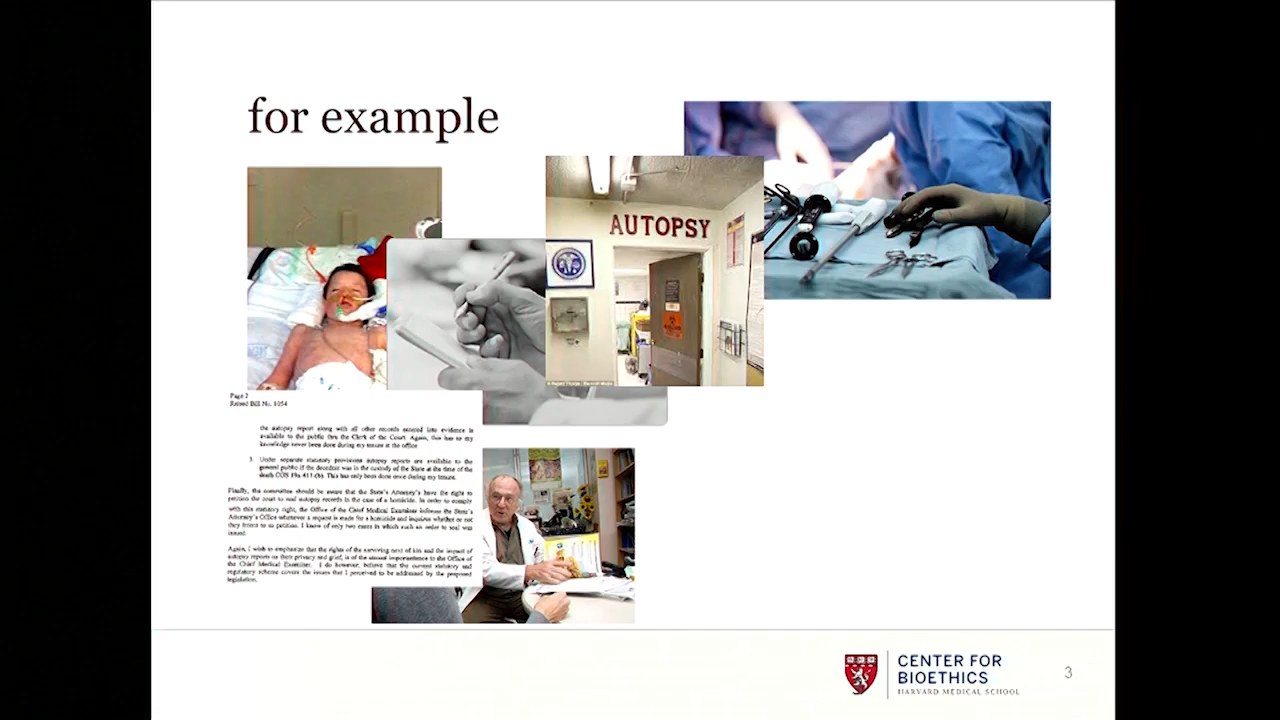 for example
AUTOPSY
Page 2
Raised Bill No. 1054
the autopsy report along with all other records entered into evidence is
available to the public thru the Clerk of the Court. Again, this has to my
knowledge never been done during my tenure at the office
3. Under separate statutory provisions autopsy reports are available to the
general public if the decedent was in the custody of the State at the time of the
death CGS 19a-411-(b). This has only been done once during my tenure.
Finally, the committee should be aware that the State's Attorney's have the right to
petition the court to seal autopsy records in the case of a homicide. In order to comply
with this statutory right, the Office of the Chief Medical Examiner informs the State's
Attorney's Office whenever a request is made for a homicide and inquires whether or not
they intent to so petition. I know of only two cases in which such an order to seal was
issued.
Again, I wish to emphasize that the rights of the surviving next of kin and the impact of
autopsy reports on their privacy and grief, is of the utmost importance to the Office of
the Chief Medical Examiner. I do however, believe that the current statutory and
regulatory scheme covers the issues that I perceived to be addressed by the proposed
legislation.
CENTER FOR
BIOETHICS
HARVARD MEDICAL SCHOOL
3